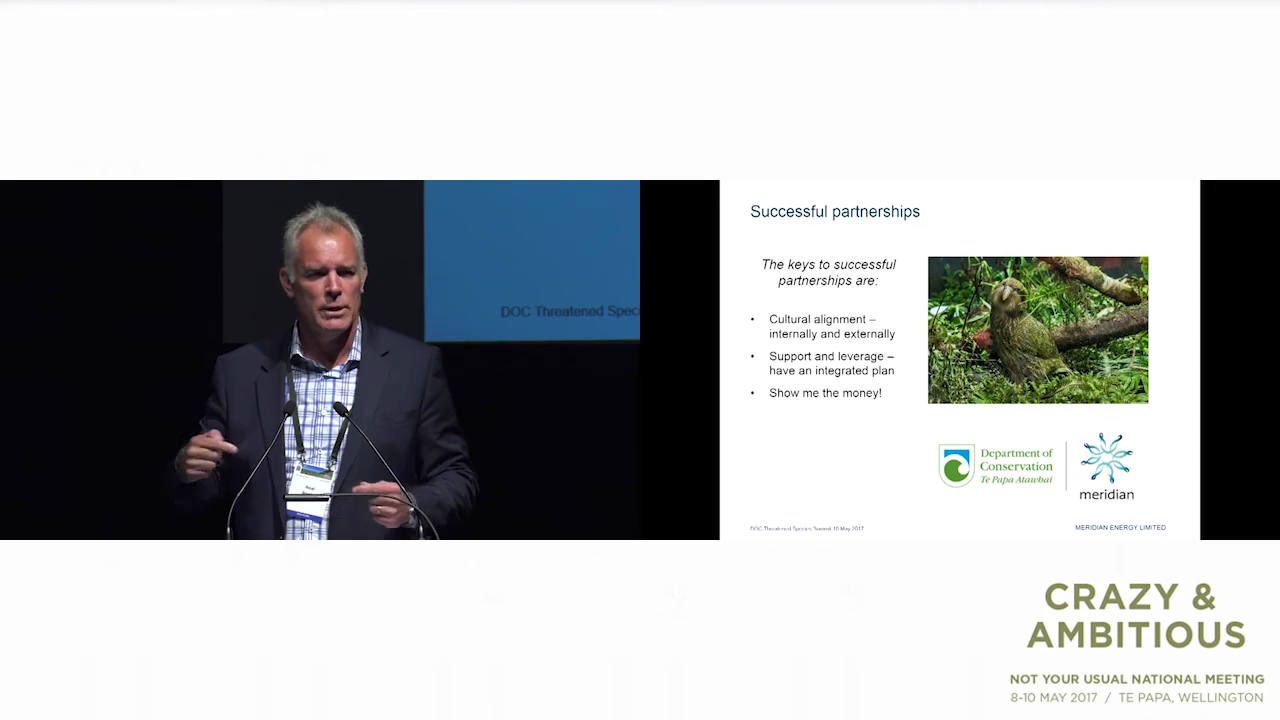 DOC Threatened Speci
Successful partnerships
The keys to successful
partnerships are:
• Cultural alignment –
internally and externally
• Support and leverage –
have an integrated plan
• Show me the money!
Department of
Conservation
Te Papa Atawhai
meridian
DOC Threatened Species Summit 10 May 2017
MERIDIAN ENERGY LIMITED
CRAZY &
AMBITIOUS
NOT YOUR USUAL NATIONAL MEETING
8-10 MAY 2017 / TE PAPA, WELLINGTON